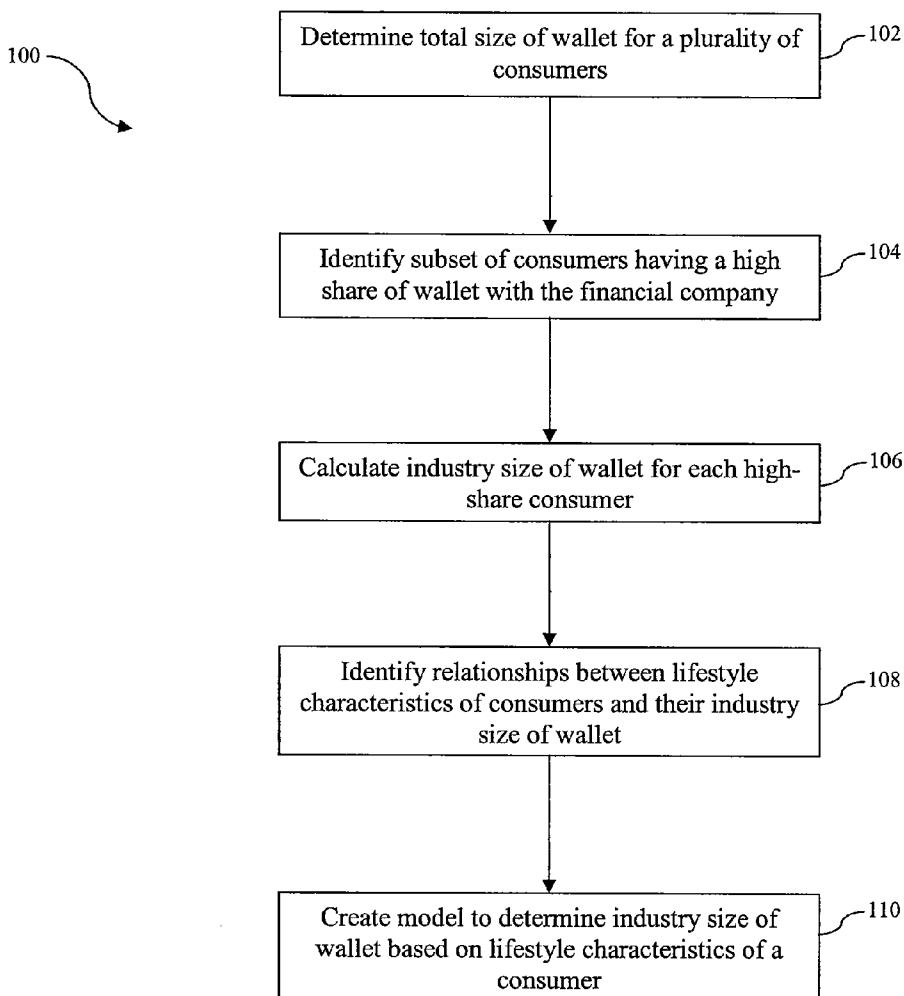 100
Determine total size of wallet for a plurality of
consumers
102
Identify subset of consumers having a high
share of wallet with the financial company
104
Calculate industry size of wallet for each high-
share consumer
106
Identify relationships between lifestyle
characteristics of consumers and their industry
size of wallet
108
Create model to determine industry size of
wallet based on lifestyle characteristics of a
consumer
110